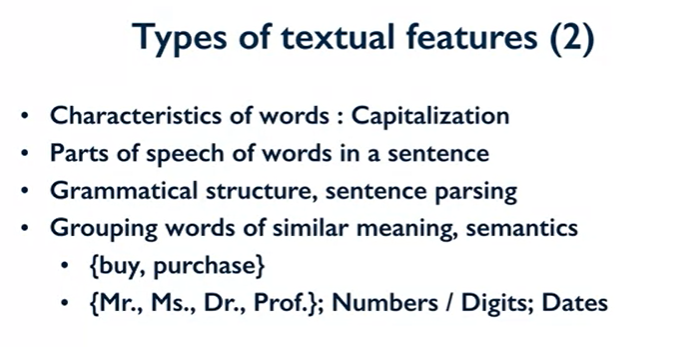 Types of textual features (2)
• Characteristics of words : Capitalization
• Parts of speech of words in a sentence
• Grammatical structure, sentence parsing
• Grouping words of similar meaning, semantics
• {buy, purchase}
• {Mr., Ms., Dr., Prof.}; Numbers / Digits; Dates